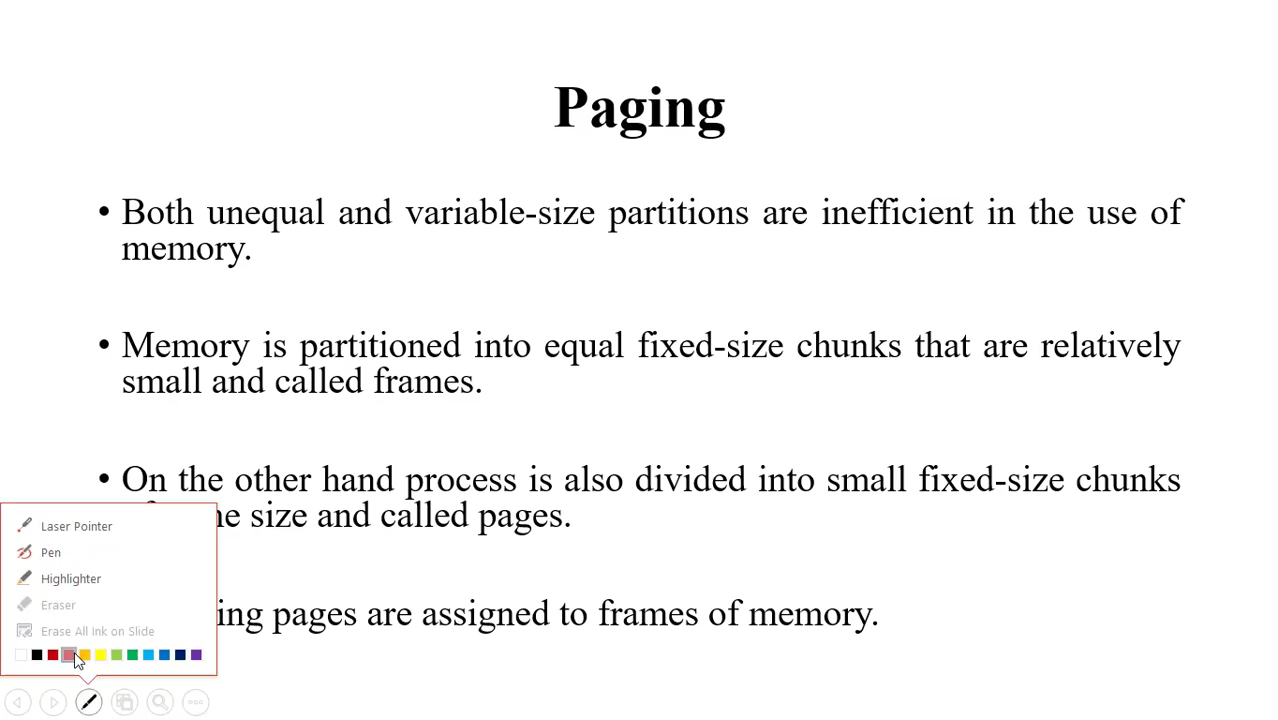 Paging
• Both unequal and variable-size partitions are inefficient in the use of
memory.
• Memory is partitioned into equal fixed-size chunks that are relatively
small and called frames.
• On the other hand process is also divided into small fixed-size chunks
size and called pages.
pages are assigned to frames of memory.
Laser Pointer
Pen
Highlighter
Eraser
Erase All Ink on Slide